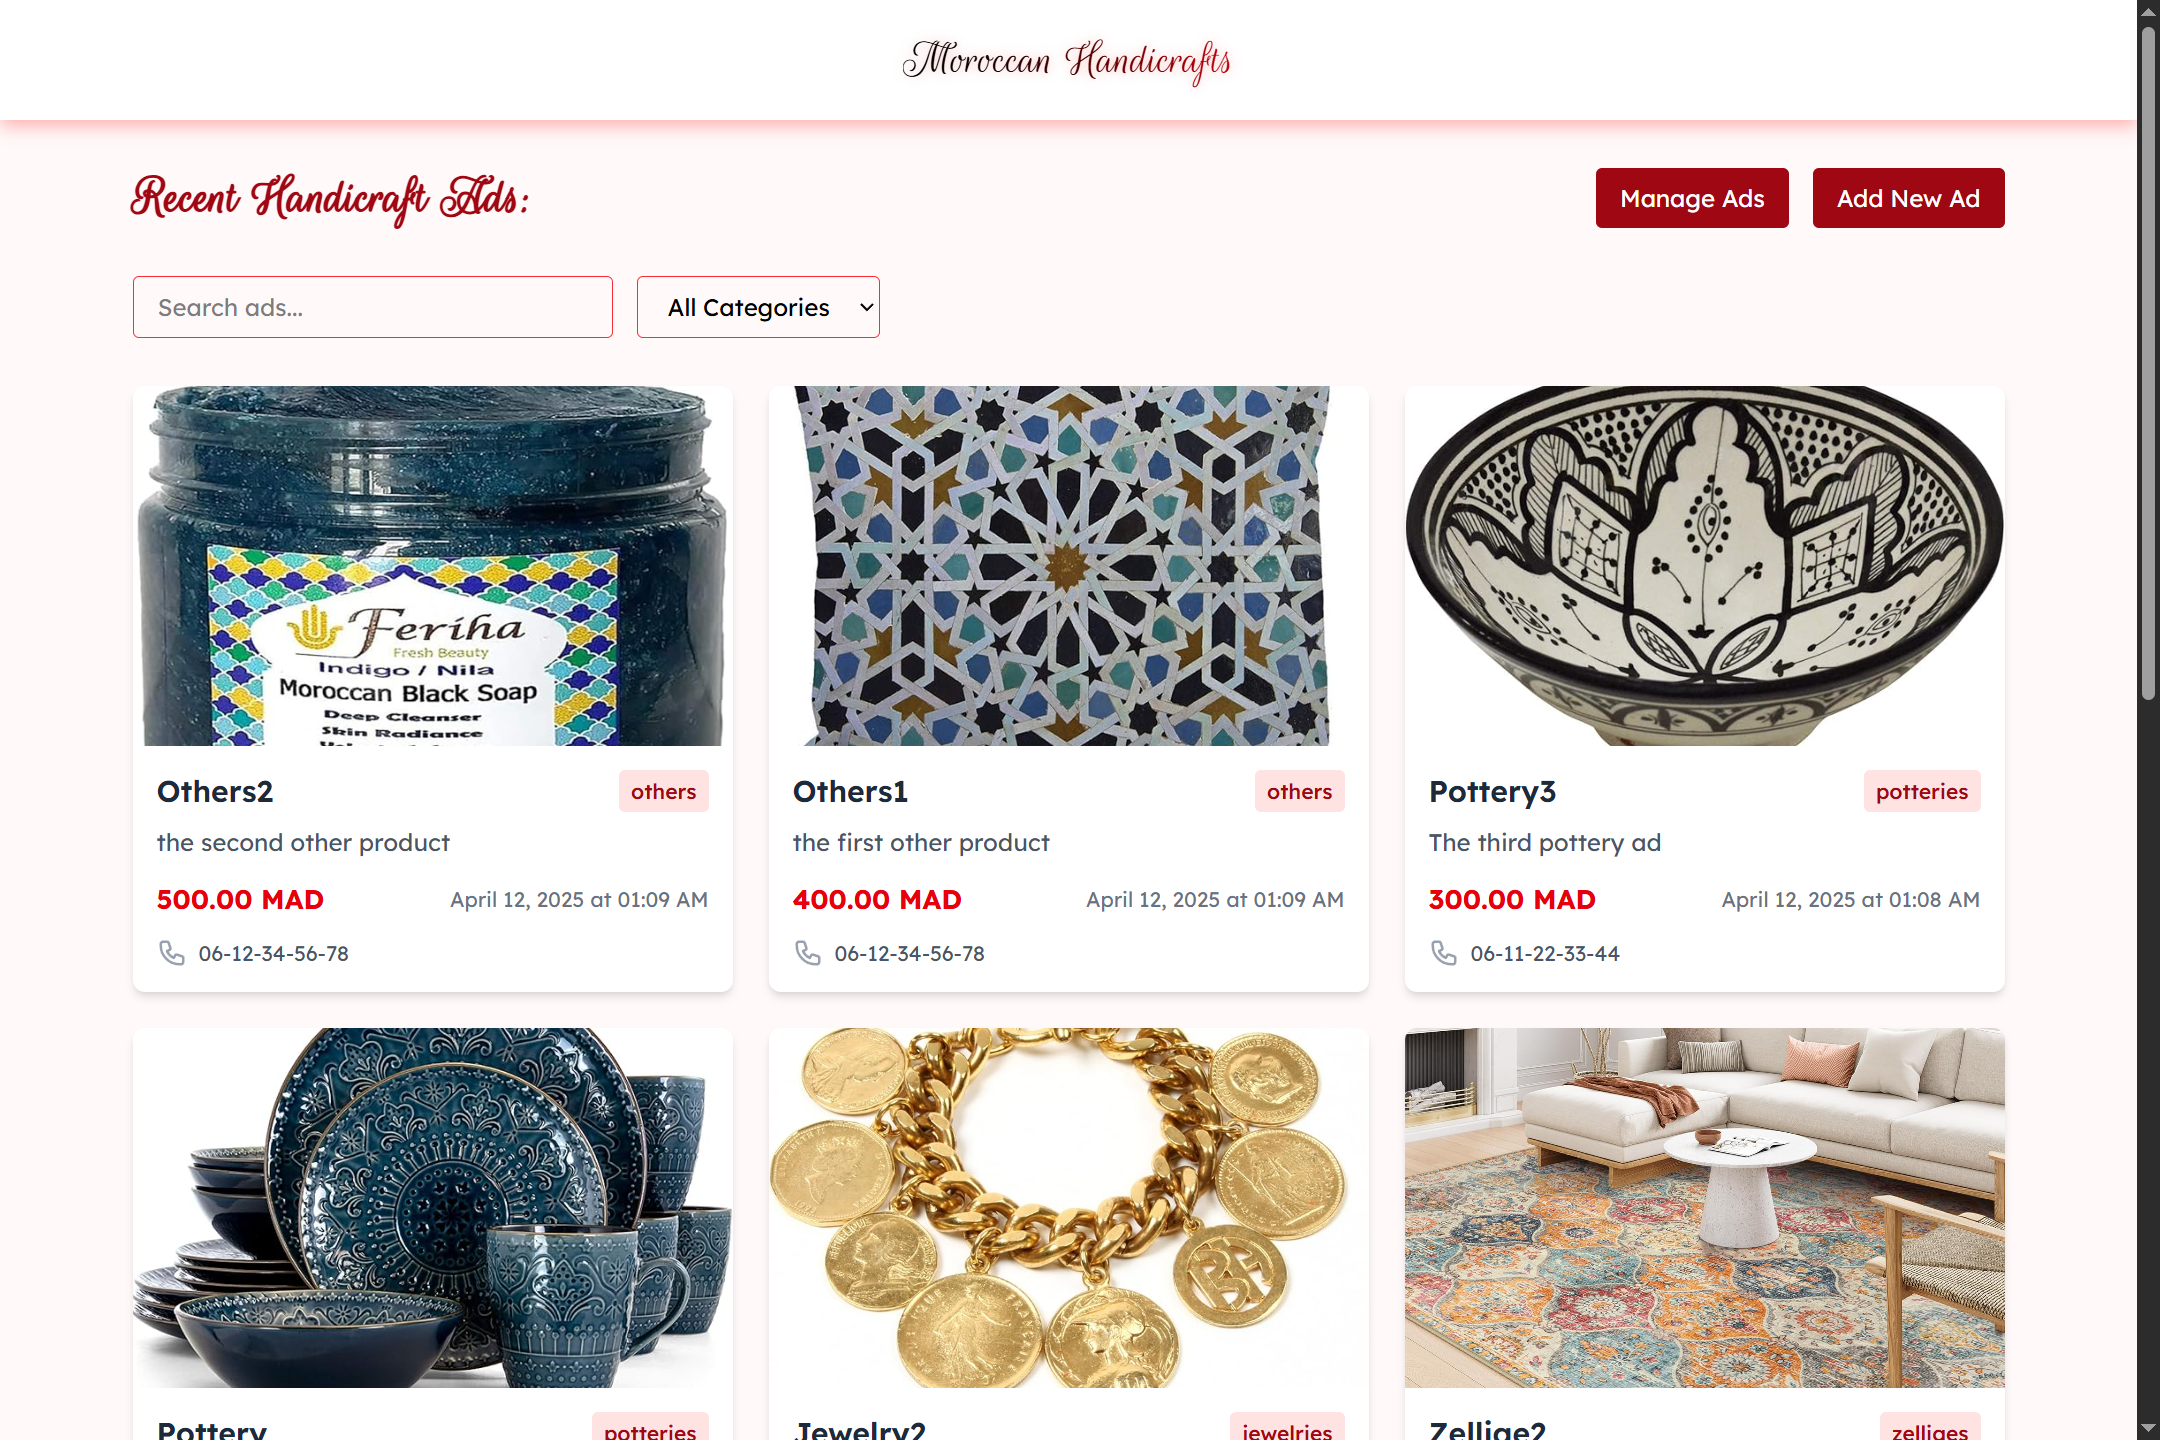 Moroccan Handicrafts
Recent Handicraft Ads:
Manage Ads
Add New Ad
Search ads...
All Categories
Feriha
Fresh Beauty
Indigo / Nila
Moroccan Black Soap
Deep Cleanser
Skin Radiance
Others2
others
the second other product
500.00 MAD
April 12, 2025 at 01:09 AM
06-12-34-56-78
Others1
others
the first other product
400.00 MAD
April 12, 2025 at 01:09 AM
06-12-34-56-78
Pottery3
potteries
The third pottery ad
300.00 MAD
April 12, 2025 at 01:08 AM
06-11-22-33-44
Pottery
potteries
Jewelry2
jewelries
Zellige2
zelliges